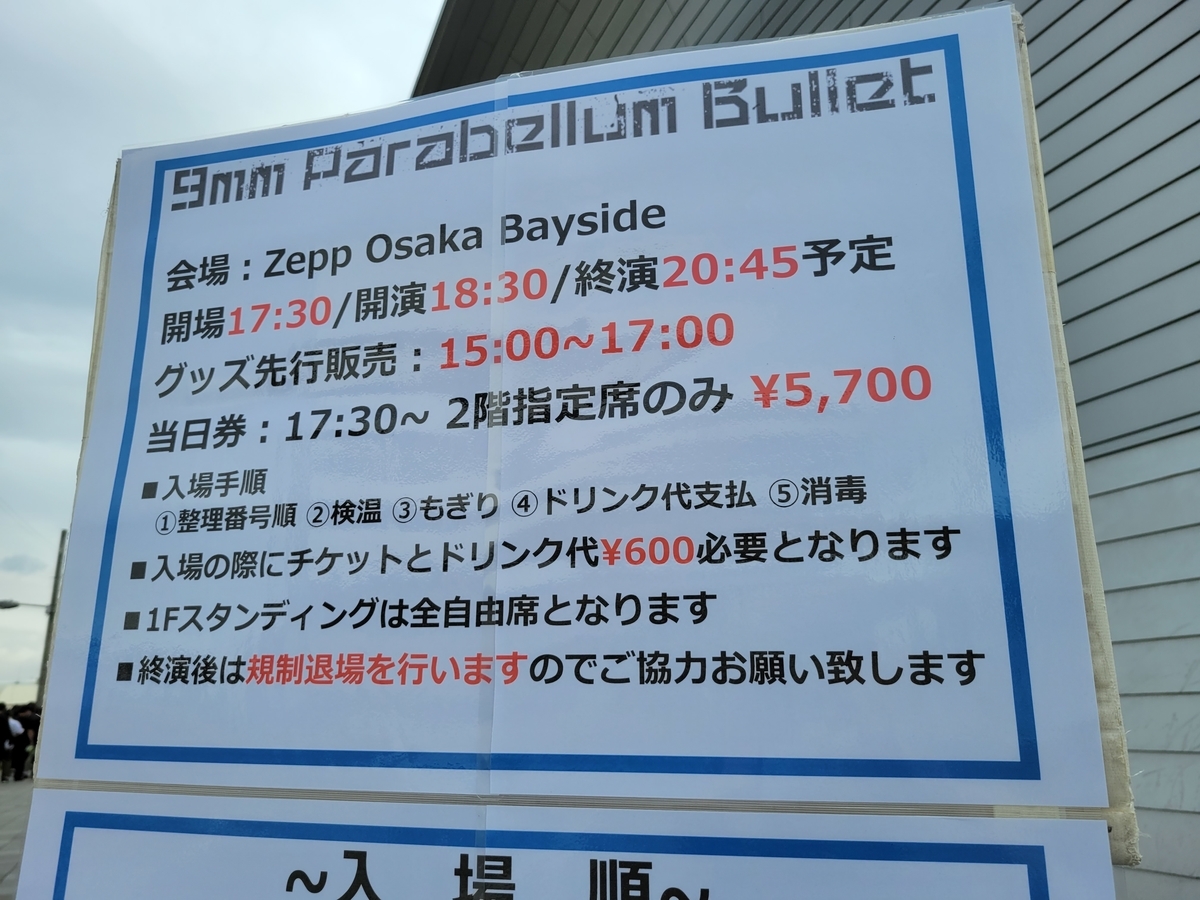 9mm Parabellum Bullet
会場：Zepp Osaka Bayside
開場17:30/開演18:30/終演20:45予定
グッズ先行販売：15:00~17:00
当日券：17:30~ 2階指定席のみ ¥5,700
■入場手順
①整理番号順 ②検温 ③もぎり ④ドリンク代支払 ⑤消毒
■入場の際にチケットとドリンク代¥600必要となります
■1Fスタンディングは全自由席となります
■終演後は規制退場を行いますのでご協力お願い致します
~入 場 順~